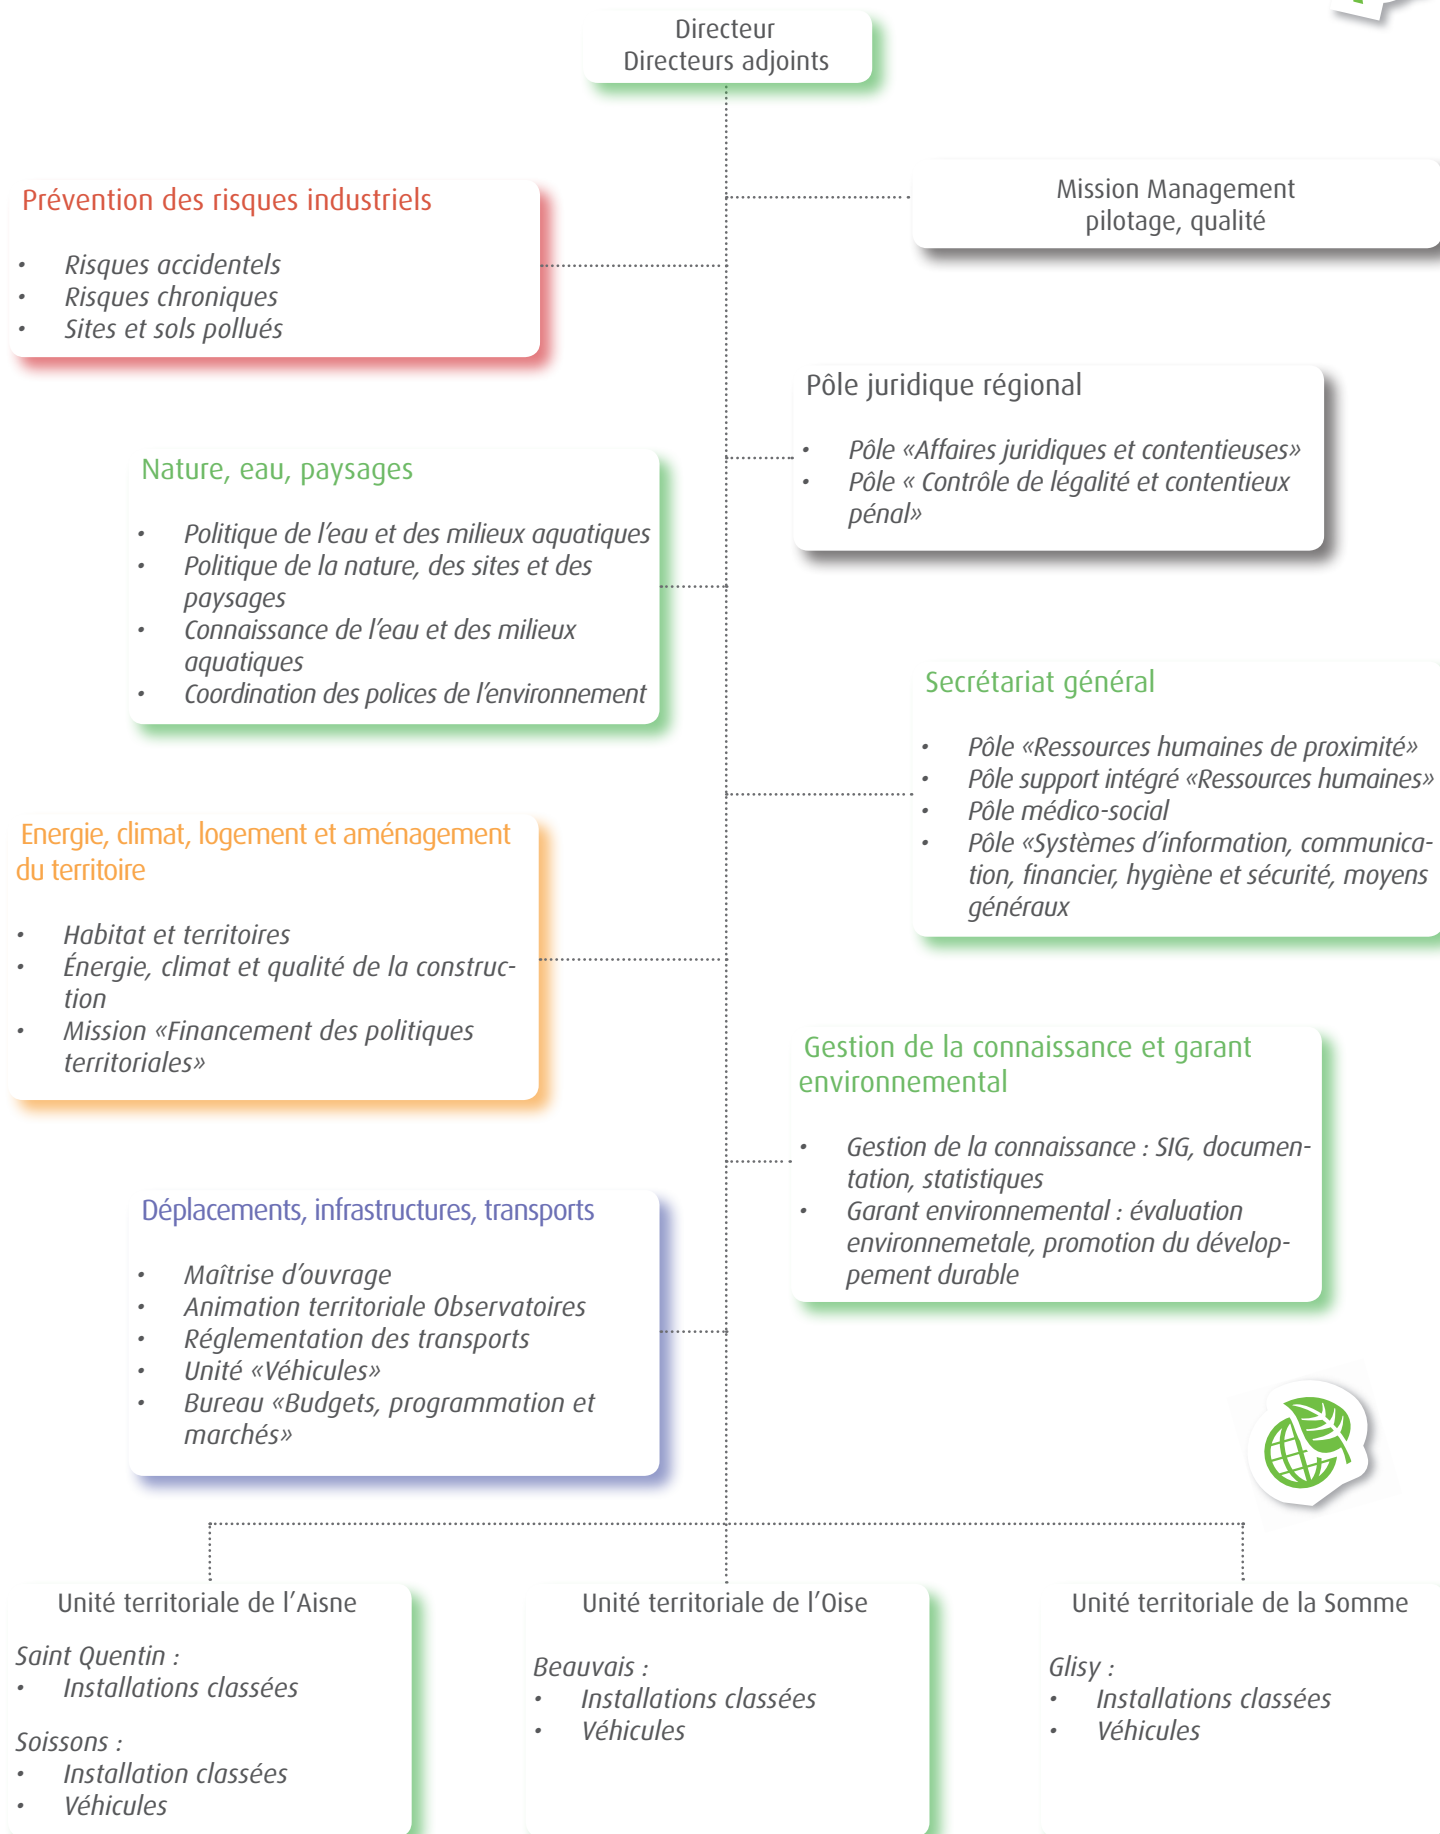 Directeur
Directeurs adjoints
Prévention des risques industriels
• Risques accidentels
• Risques chroniques
• Sites et sols pollués
Mission Management
pilotage, qualité
Pôle juridique régional
• Pôle «Affaires juridiques et contentieuses»
• Pôle « Contrôle de légalité et contentieux
pénal»
Nature, eau, paysages
• Politique de l’eau et des milieux aquatiques
• Politique de la nature, des sites et des
paysages
• Connaissance de l’eau et des milieux
aquatiques
• Coordination des polices de l’environnement
Secrétariat général
• Pôle «Ressources humaines de proximité»
• Pôle support intégré «Ressources humaines»
• Pôle médico-social
• Pôle «Systèmes d’information, communica-
tion, financier, hygiène et sécurité, moyens
généraux
Energie, climat, logement et aménagement
du territoire
• Habitat et territoires
• Énergie, climat et qualité de la construc-
tion
• Mission «Financement des politiques
territoriales»
Gestion de la connaissance et garant
environnemental
• Gestion de la connaissance : SIG, documen-
tation, statistiques
• Garant environnemental : évaluation
environnemetale, promotion du dévelop-
pement durable
Déplacements, infrastructures, transports
• Maîtrise d’ouvrage
• Animation territoriale Observatoires
• Réglementation des transports
• Unité «Véhicules»
• Bureau «Budgets, programmation et
marchés»
Unité territoriale de l’Aisne
Saint Quentin :
• Installations classées
Soissons :
• Installation classées
• Véhicules
Unité territoriale de l’Oise
Beauvais :
• Installations classées
• Véhicules
Unité territoriale de la Somme
Glisy :
• Installations classées
• Véhicules